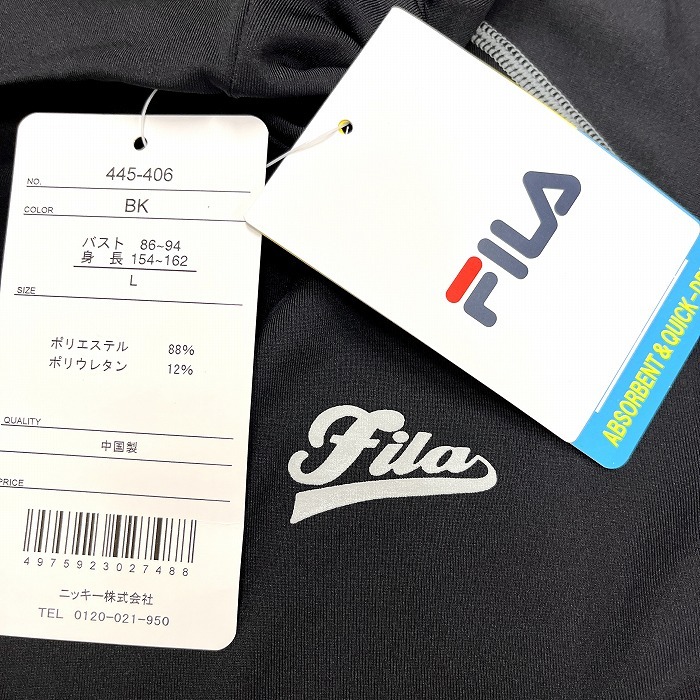 NO. 445-406
COLOR BK
バスト 86~94
身 長 154~162
SIZE L
ポリエステル 88%
ポリウレタン 12%
QUALITY
中国製
PRICE
4975923027488
ニッキー株式会社
TEL 0120-021-950
FILA
ABSORBENT & QUICK-
Fila